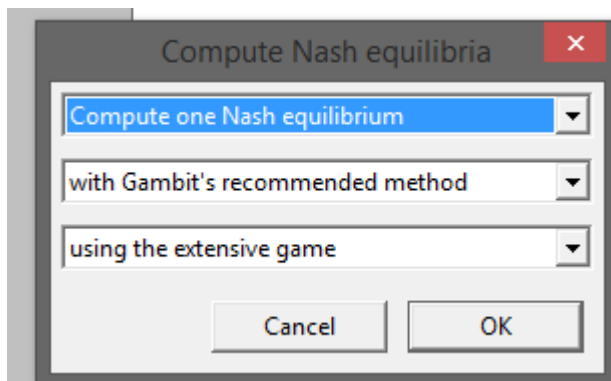 Compute Nash equilibria
Compute one Nash equilibrium
with Gambit's recommended method
using the extensive game
Cancel OK